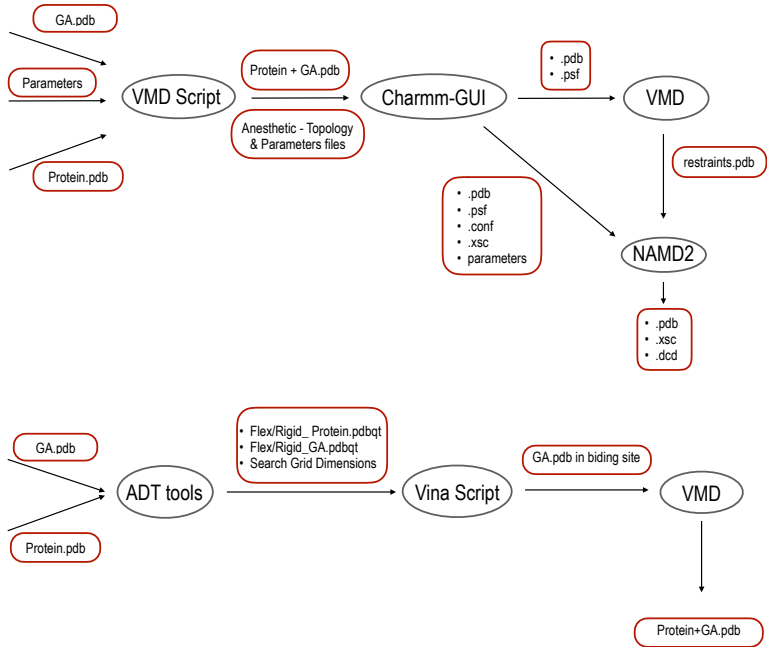 GA.pdb
Parameters
Protein.pdb
VMD Script
Protein + GA.pdb
Anesthetic - Topology
& Parameters files
Charmm-GUI
• .pdb
• .psf
VMD
restraints.pdb
• .pdb
• .psf
• .conf
• .xsc
• parameters
NAMD2
• .pdb
• .xsc
• .dcd
GA.pdb
Protein.pdb
ADT tools
• Flex/Rigid_ Protein.pdbqt
• Flex/Rigid_GA.pdbqt
• Search Grid Dimensions
Vina Script
GA.pdb in biding site
VMD
Protein+GA.pdb